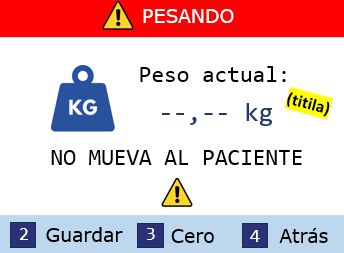 PESANDO
Peso actual:
KG
--,-- kg
(titila)
NO MUEVA AL PACIENTE
2 Guardar 3 Cero 4 Atrás